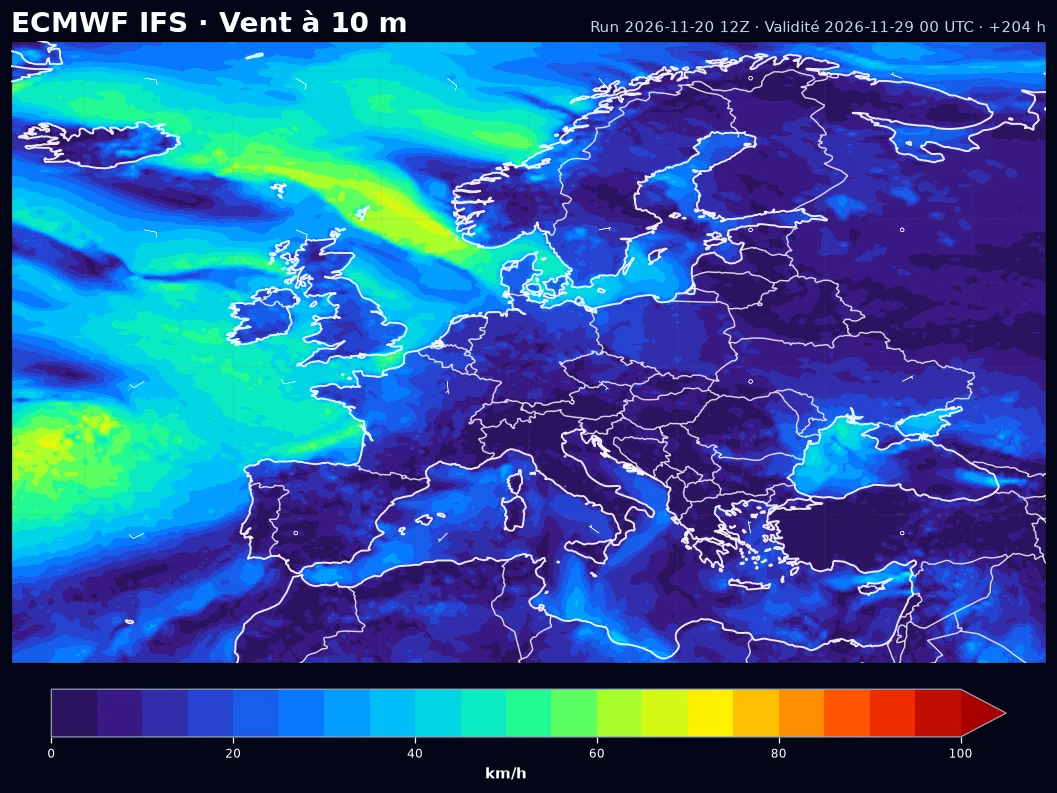 ECMWF IFS · Vent à 10 m
Run 2026-11-20 12Z · Validité 2026-11-29 00 UTC · +204 h
0 20 40 60 80 100
km/h